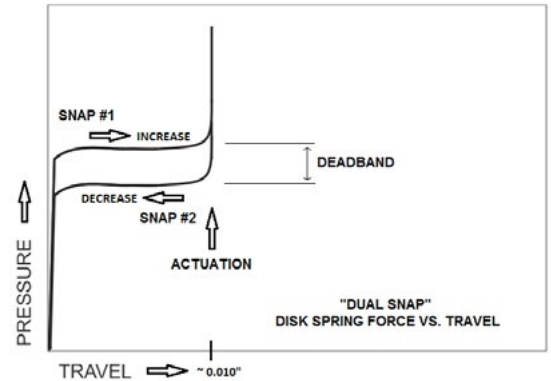 SNAP #1
INCREASE
DEADBAND
DECREASE
SNAP #2
ACTUATION
PRESSURE
"DUAL SNAP"
DISK SPRING FORCE VS. TRAVEL
TRAVEL
~ 0.010"